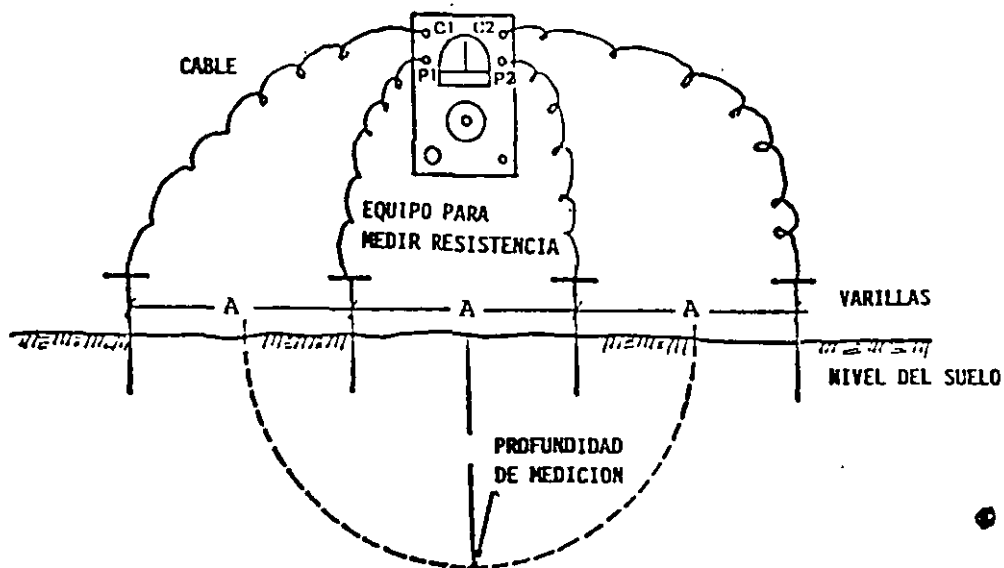 C1 C2
CABLE
P1 P2
EQUIPO PARA
MEDIR RESISTENCIA
A A A
VARILLAS
NIVEL DEL SUELO
PROFUNDIDAD
DE MEDICION